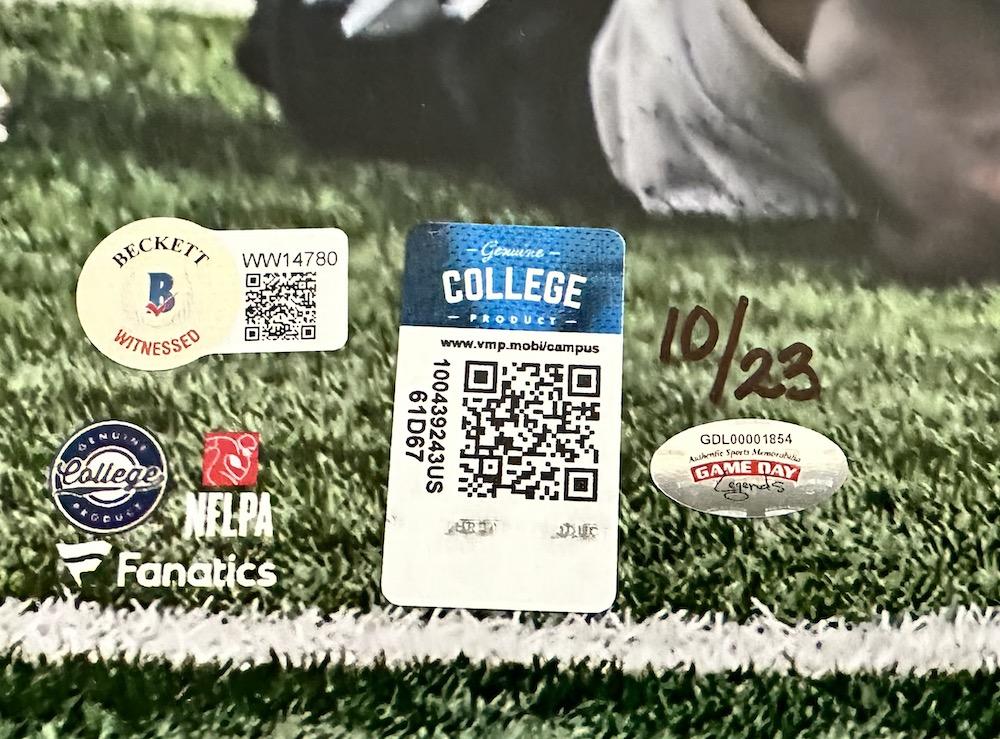 BECKETT
B
WITNESSED
WW14780
Genuine
COLLEGE
PRODUCT
www.vmp.mobi/campus
100439243US
61D67
10/23
GDL00001854
Authentic Sports Memorabilia
GAME DAY
Legends
GENUINE
College
PRODUCT
NFLPA
Fanatics